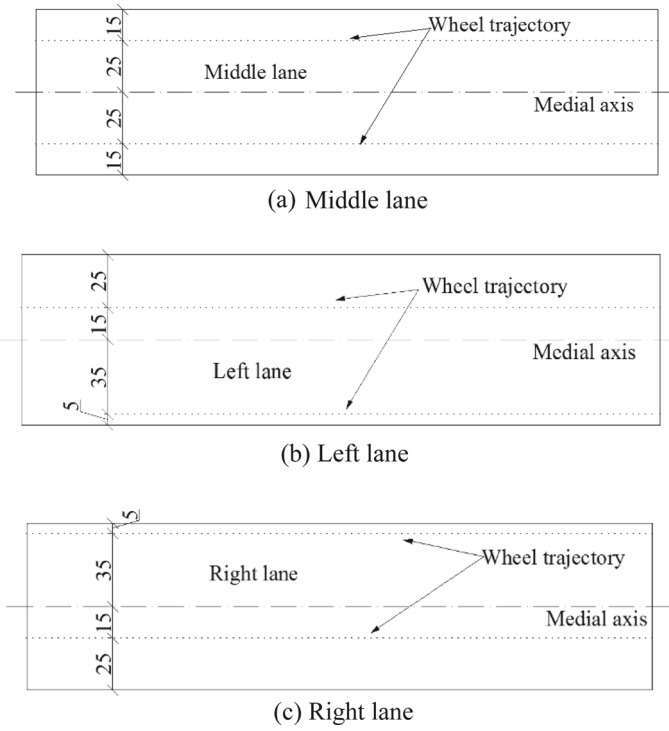 15
Wheel trajectory
25
Middle lane
Medial axis
25
15
(a) Middle lane
25
Wheel trajectory
15
Medial axis
35
Left lane
5
(b) Left lane
5
35
Right lane
Wheel trajectory
15
Medial axis
25
(c) Right lane